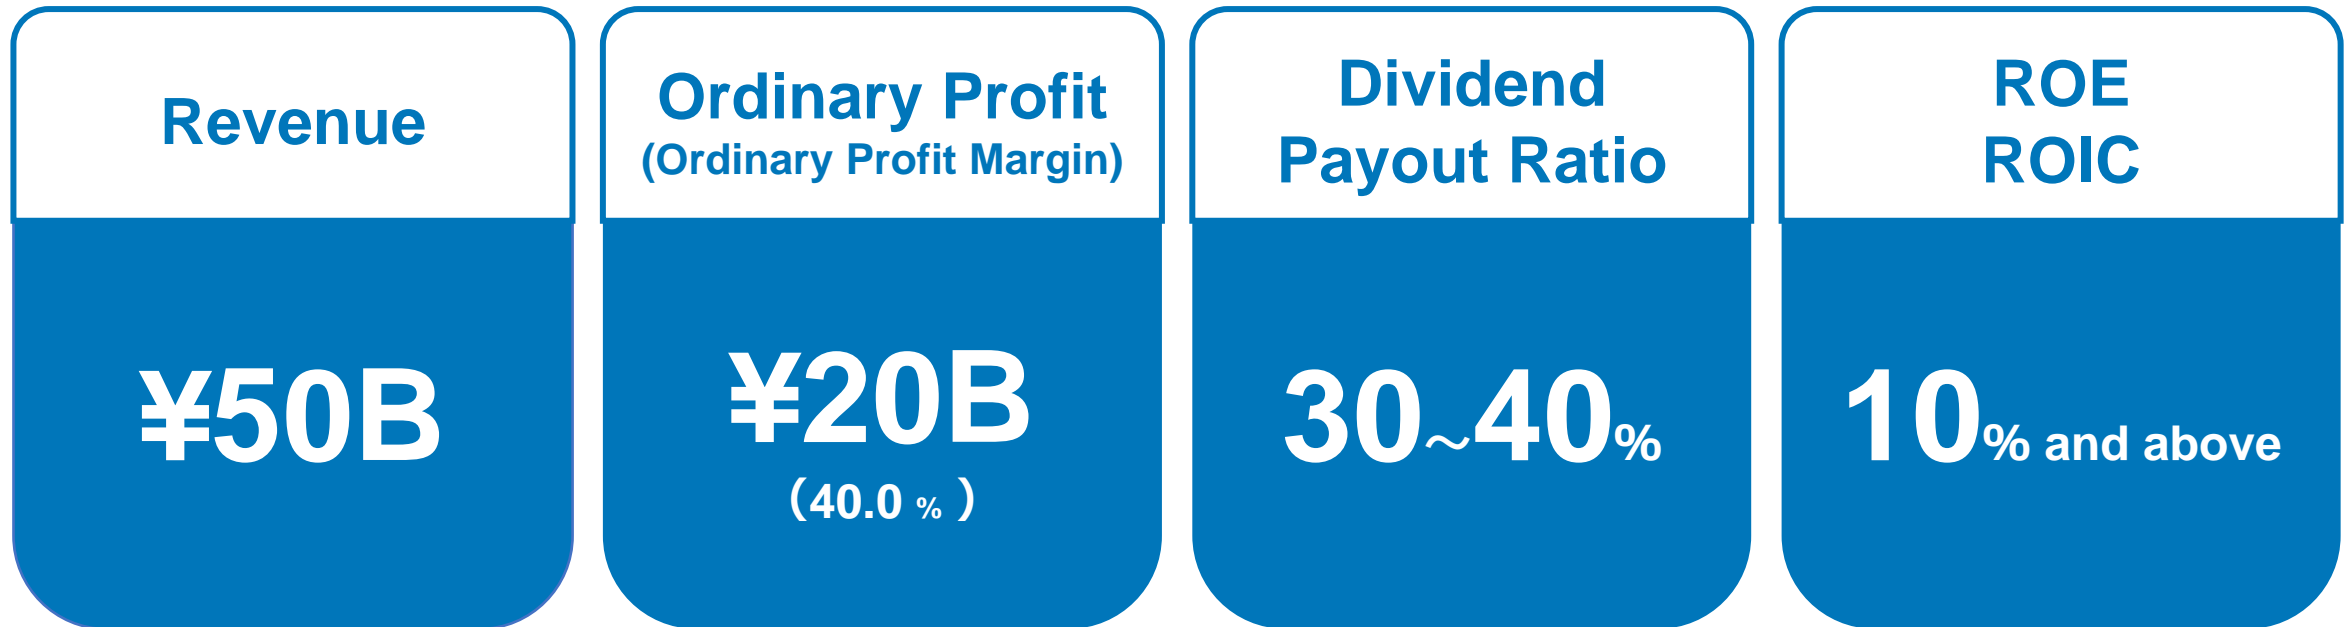 Revenue
¥50B
Ordinary Profit
(Ordinary Profit Margin)
¥20B
（40.0 %）
Dividend
Payout Ratio
30～40%
ROE
ROIC
10% and above